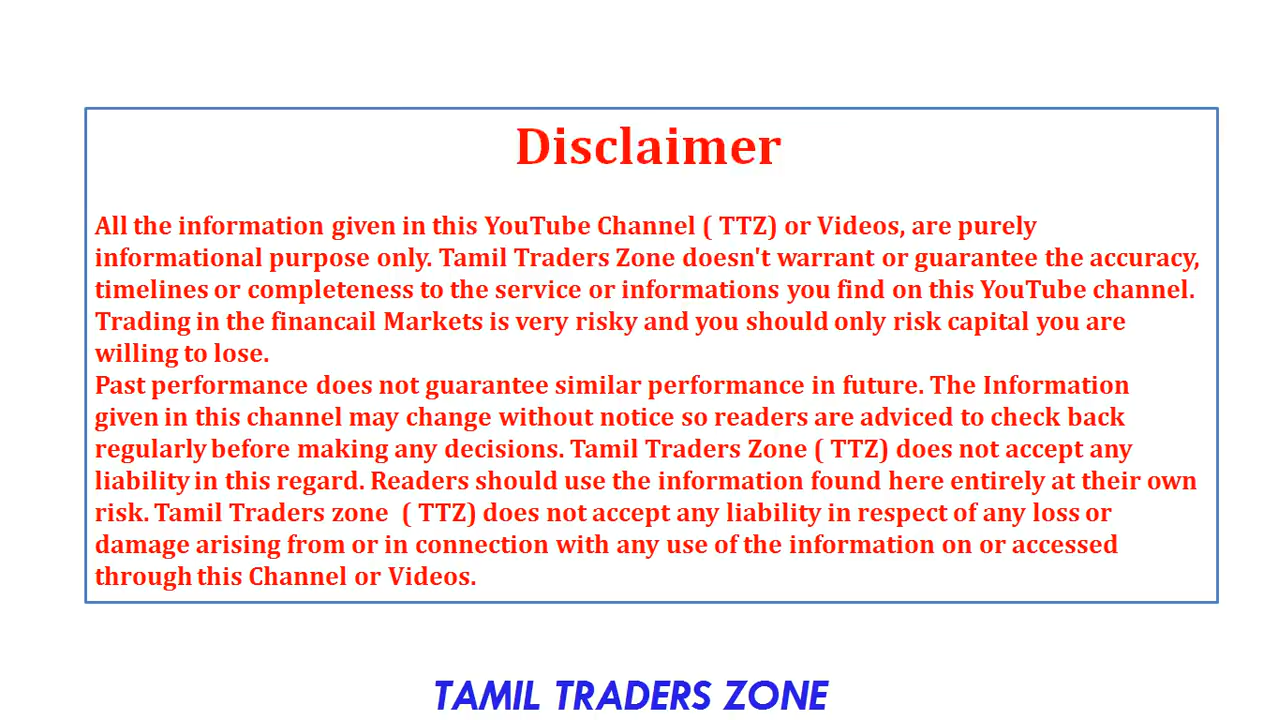 Disclaimer
All the information given in this YouTube Channel ( TTZ) or Videos, are purely
informational purpose only. Tamil Traders Zone doesn't warrant or guarantee the accuracy,
timelines or completeness to the service or informations you find on this YouTube channel.
Trading in the financail Markets is very risky and you should only risk capital you are
willing to lose.
Past performance does not guarantee similar performance in future. The Information
given in this channel may change without notice so readers are adviced to check back
regularly before making any decisions. Tamil Traders Zone ( TTZ) does not accept any
liability in this regard. Readers should use the information found here entirely at their own
risk. Tamil Traders zone  ( TTZ) does not accept any liability in respect of any loss or
damage arising from or in connection with any use of the information on or accessed
through this Channel or Videos.
TAMIL TRADERS ZONE